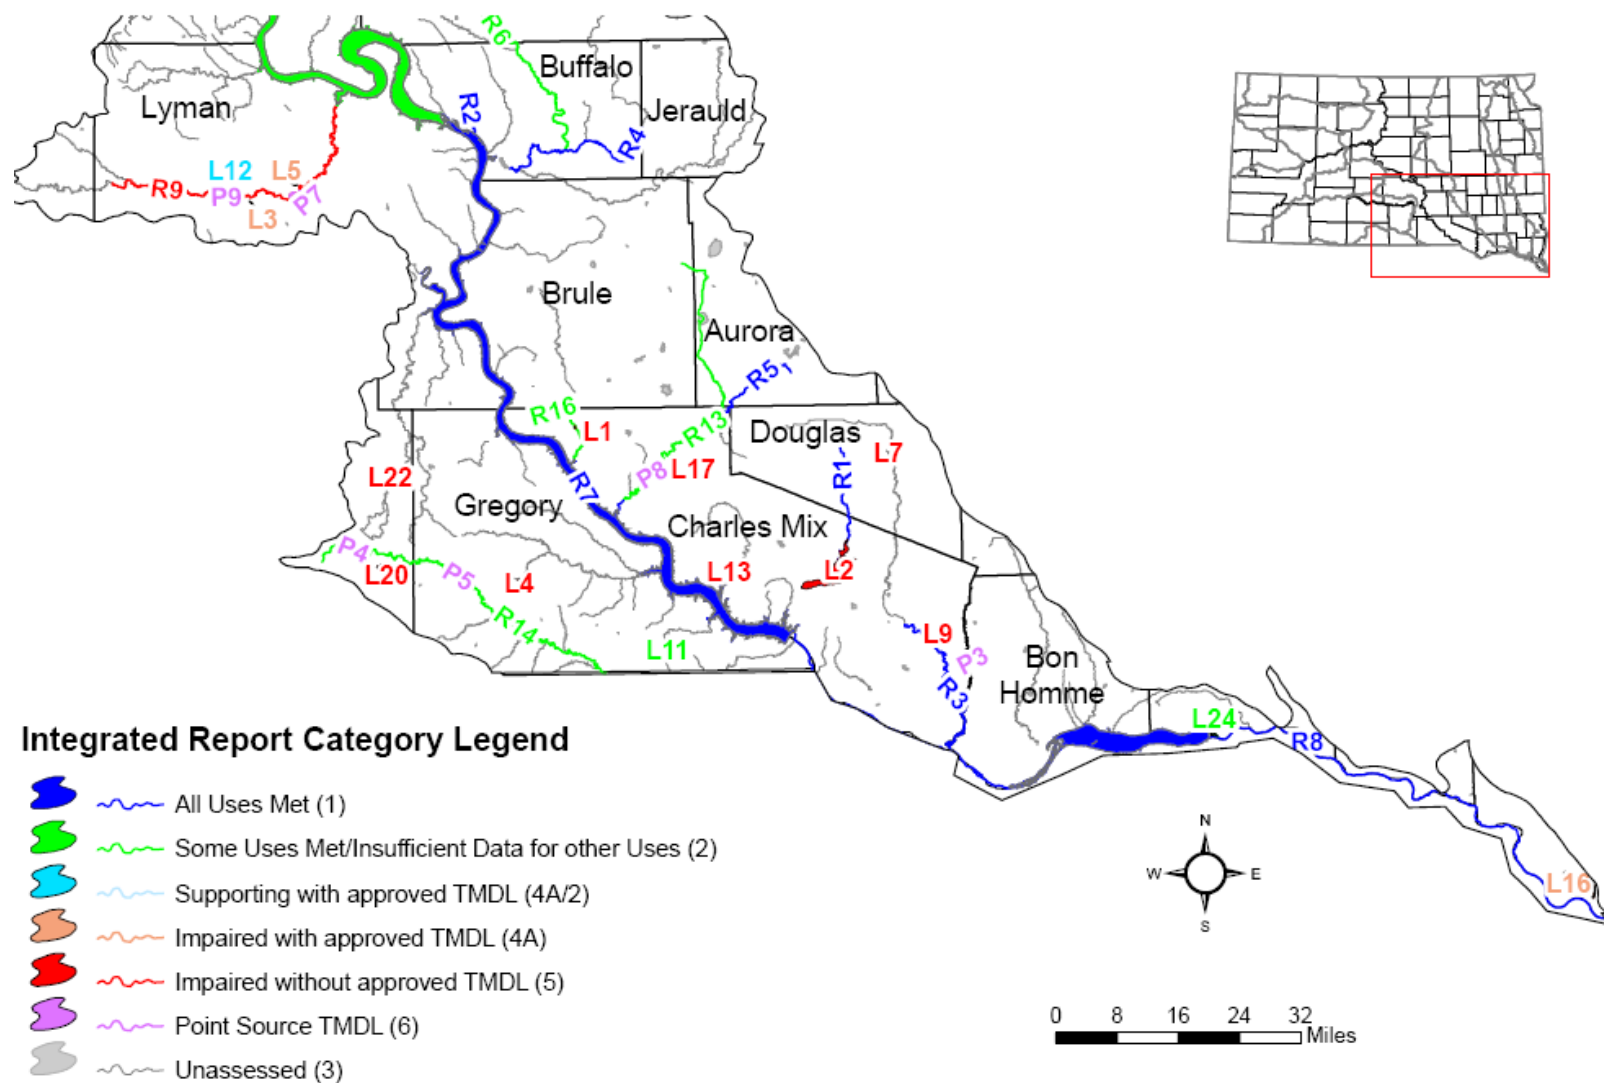 R6
Buffalo
Lyman
R2
Jerauld
R4
L12
L5
R9
P9
P7
L3
Brule
Aurora
R5
R16
L1
R13
Douglas
L7
L22
P8
L17
R1
R7
Gregory
Charles Mix
P4
L20
P5
L4
L13
L2
R14
L11
L9
P3
Bon
Homme
R3
L24
R8
L16
Integrated Report Category Legend
All Uses Met (1)
Some Uses Met/Insufficient Data for other Uses (2)
Supporting with approved TMDL (4A/2)
Impaired with approved TMDL (4A)
Impaired without approved TMDL (5)
Point Source TMDL (6)
Unassessed (3)
N
W E
S
0 8 16 24 32
Miles